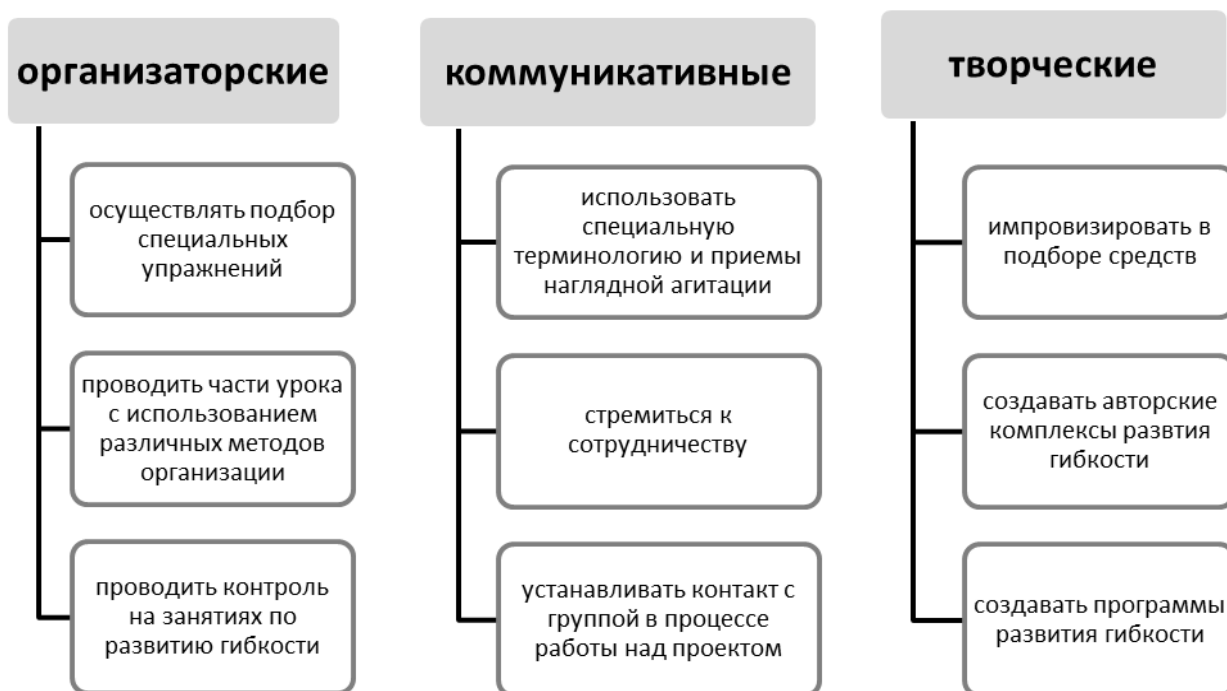 организаторские
осуществлять подбор
специальных
упражнений
проводить части урока
с использованием
различных методов
организации
проводить контроль
на занятиях по
развитию гибкости
коммуникативные
использовать
специальную
терминологию и приемы
наглядной агитации
стремиться к
сотрудничеству
устанавливать контакт с
группой в процессе
работы над проектом
творческие
импровизировать в
подборе средств
создавать авторские
комплексы развтия
гибкости
создавать программы
развития гибкости